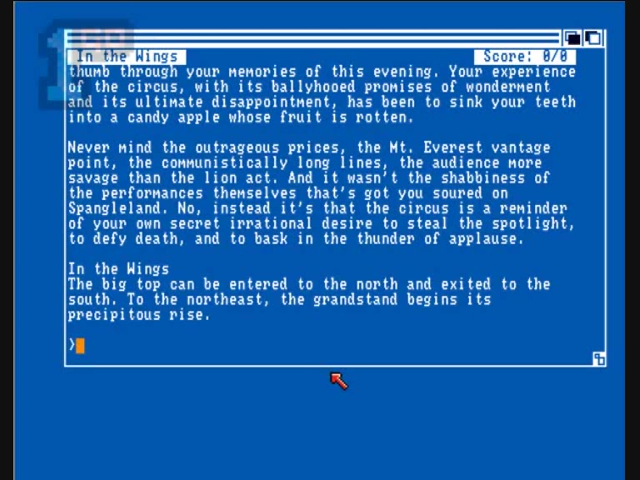 In the Wings Score: 0/0
thumb through your memories of this evening. Your experience
of the circus, with its ballyhooed promises of wonderment
and its ultimate disappointment, has been to sink your teeth
into a candy apple whose fruit is rotten.
Never mind the outrageous prices, the Mt. Everest vantage
point, the communistically long lines, the audience more
savage than the lion act. And it wasn't the shabbiness of
the performances themselves that's got you soured on
Spangleland. No, instead it's that the circus is a reminder
of your own secret irrational desire to steal the spotlight,
to defy death, and to bask in the thunder of applause.
In the Wings
The big top can be entered to the north and exited to the
south. To the northeast, the grandstand begins its
precipitous rise.
>